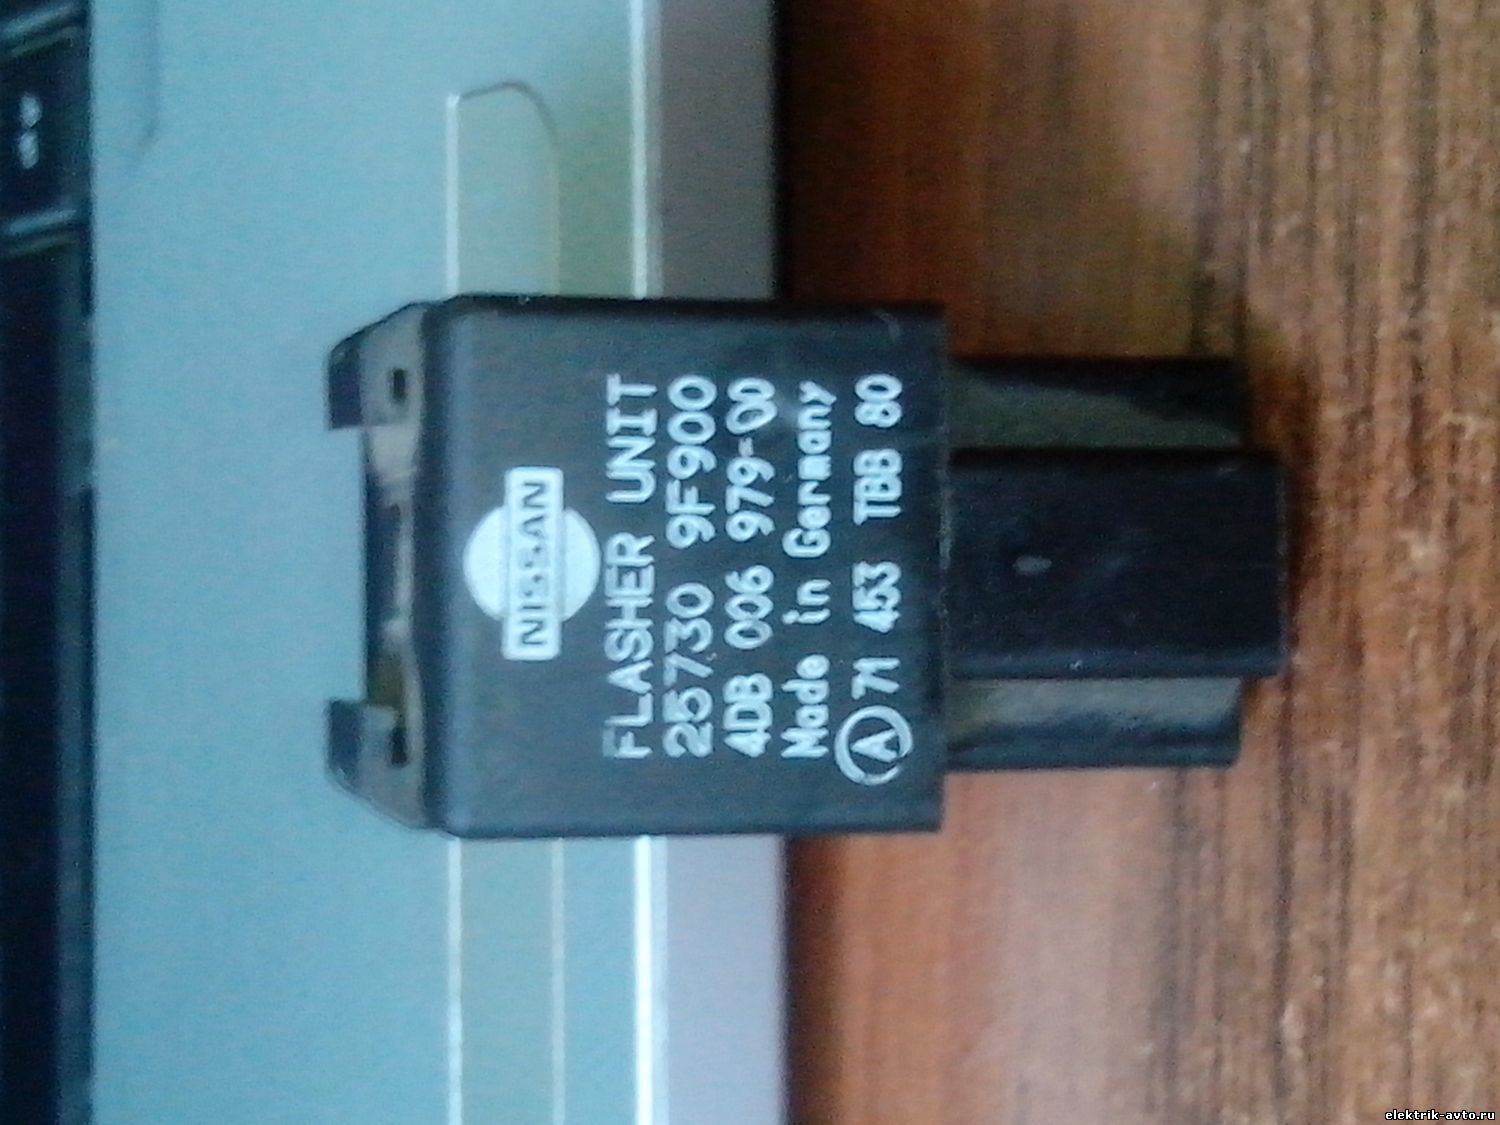 NISSAN
FLASHER UNIT
25730 9F900
4DB 006 979-00
Made in Germany
A 71 453 TBB 80
elektrik-avto.ru